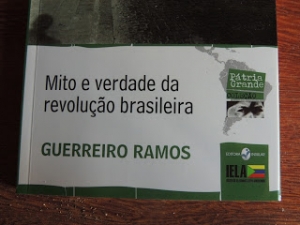 Mito e verdade da
revolução brasileira
GUERREIRO RAMOS
Pátria
Grande
IELA